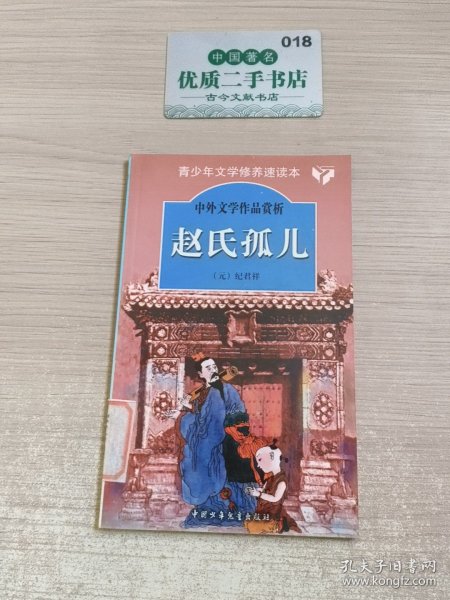 018
中国著名
优质二手书店
古今文献书店
青少年文学修养速读本
中外文学作品赏析
赵氏孤儿
（元）纪君祥
中国少年儿童出版社
孔夫子旧书网
www.kongfz.com